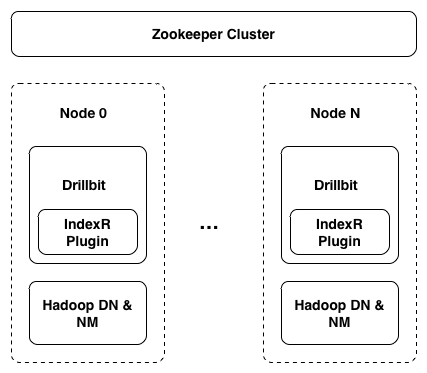 Zookeeper Cluster
Node 0
Drillbit
IndexR
Plugin
Hadoop DN &
NM
...
Node N
Drillbit
IndexR
Plugin
Hadoop DN &
NM